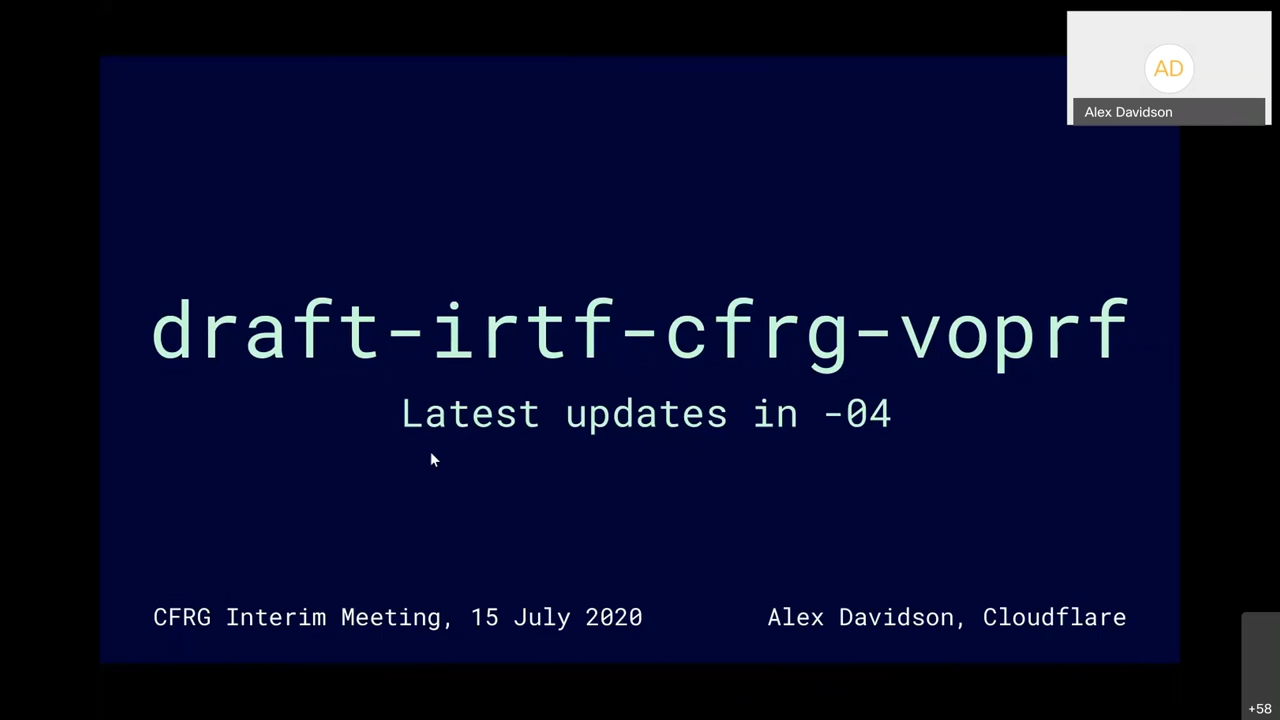 AD
Alex Davidson
draft-irtf-cfrg-voprf
Latest updates in -04
CFRG Interim Meeting, 15 July 2020
Alex Davidson, Cloudflare
+58